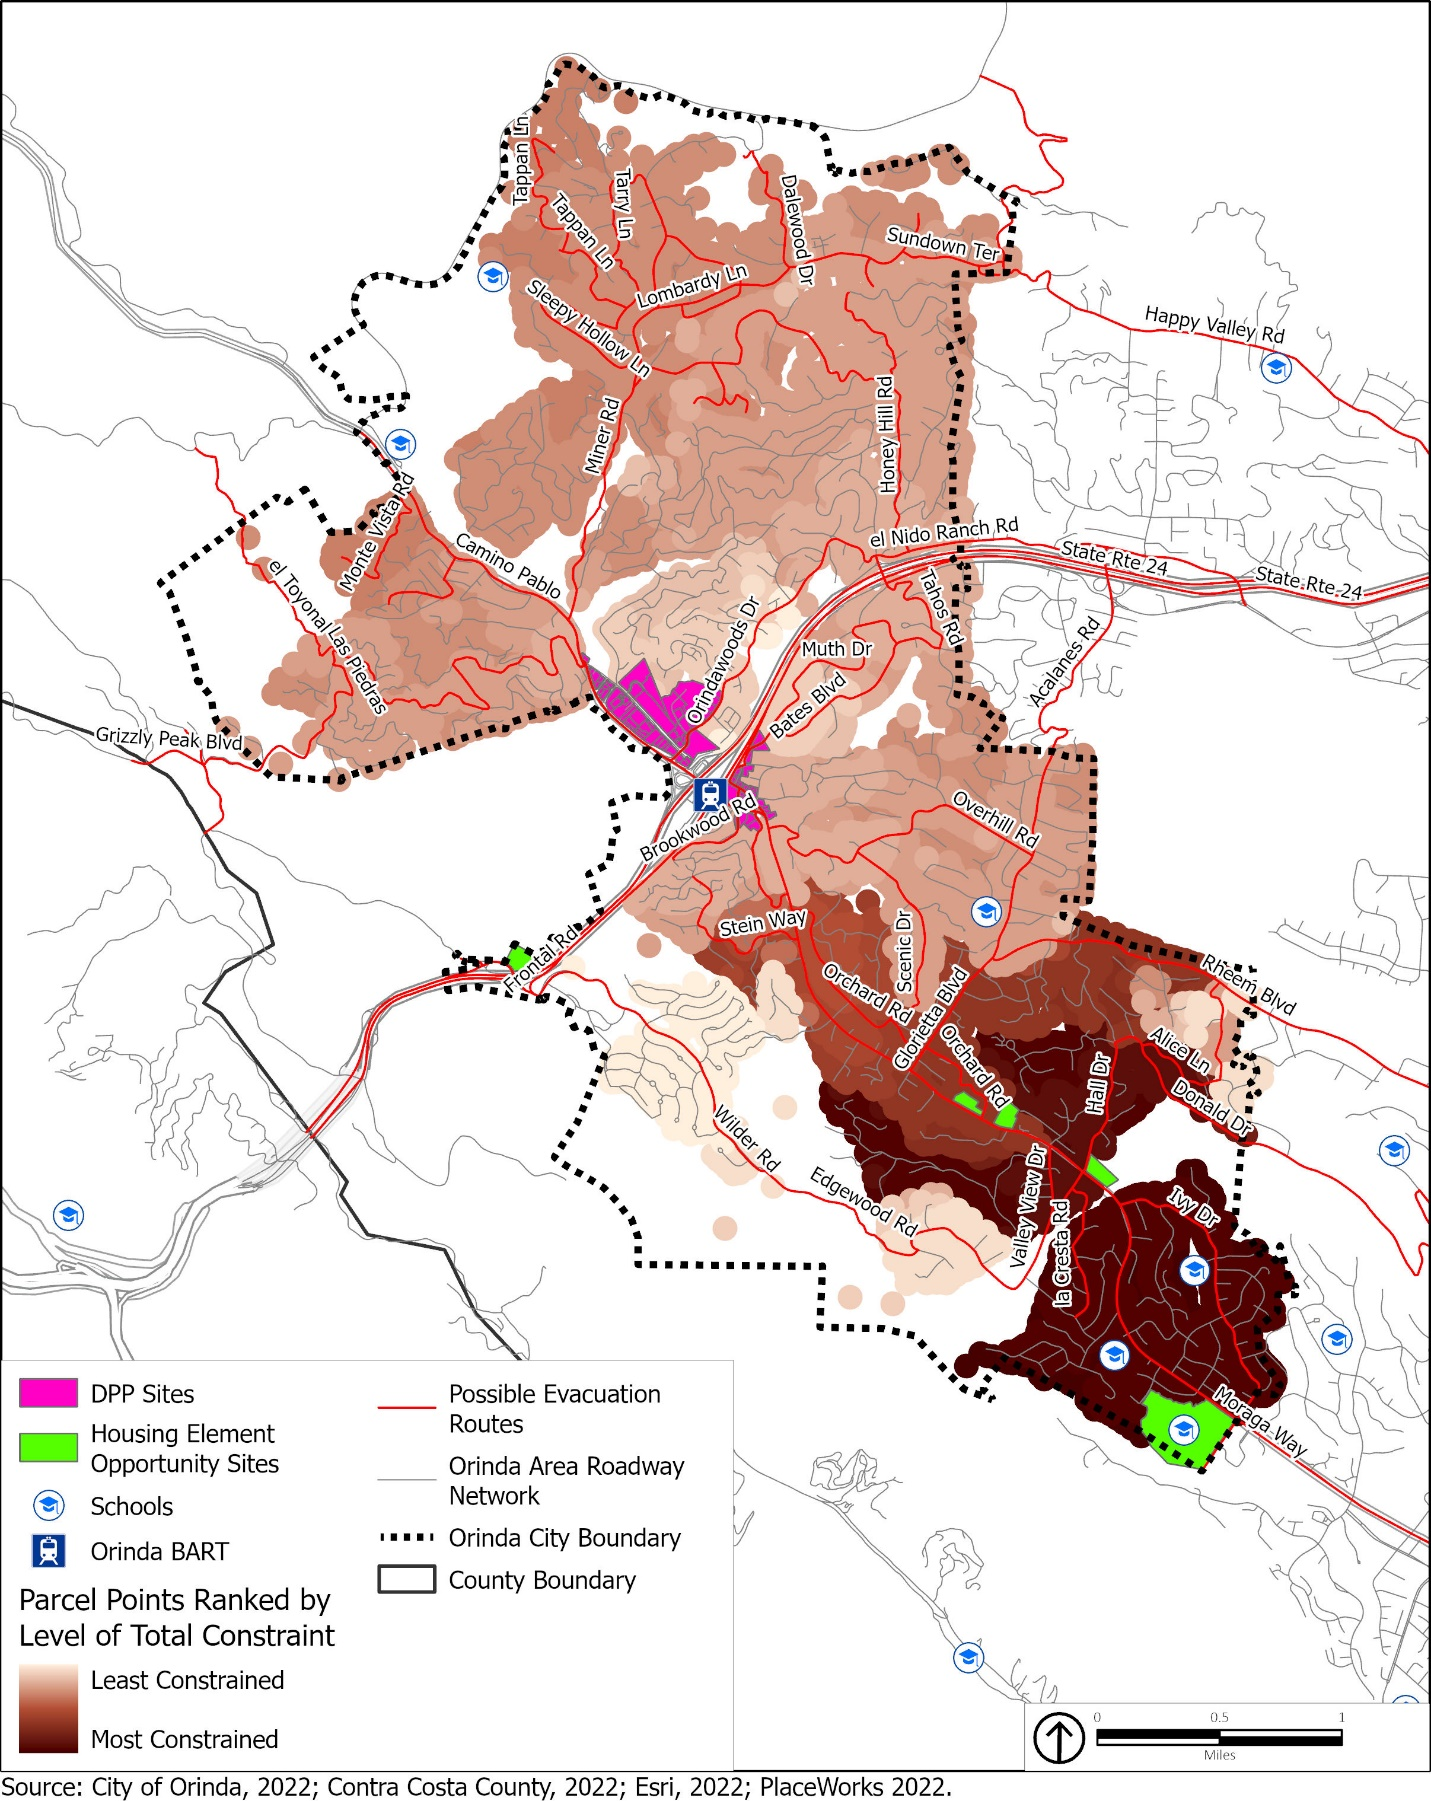 Tappan Ln
Tarry Ln
Dalewood Dr
Tappan Ln
Sundown Ter
Lombardy Ln
Sleepy Hollow Ln
Happy Valley Rd
Miner Rd
Honey Hill Rd
Monte Vista Rd
el Nido Ranch Rd
Camino Pablo
State Rte 24
State Rte 24
el Toyonal
Tahos Rd
Orindawoods Dr
Muth Dr
Las Piedras
Acalanes Rd
Bates Blvd
Grizzly Peak Blvd
Brookwood Rd
Overhill Rd
Stein Way
Scenic Dr
Frontal Rd
Orchard Rd
Rheem Blvd
Glorietta Blvd
Orchard Rd
Alice Ln
Hall Dr
Donald Dr
Wilder Rd
Edgewood Rd
Valley View Dr
Ivy Dr
la Cresta Rd
Moraga Way
DPP Sites
Housing Element
Opportunity Sites
Schools
Orinda BART
Parcel Points Ranked by
Level of Total Constraint
Least Constrained
Most Constrained
Possible Evacuation
Routes
Orinda Area Roadway
Network
Orinda City Boundary
County Boundary
0 0.5 1
Miles
Source: City of Orinda, 2022; Contra Costa County, 2022; Esri, 2022; PlaceWorks 2022.